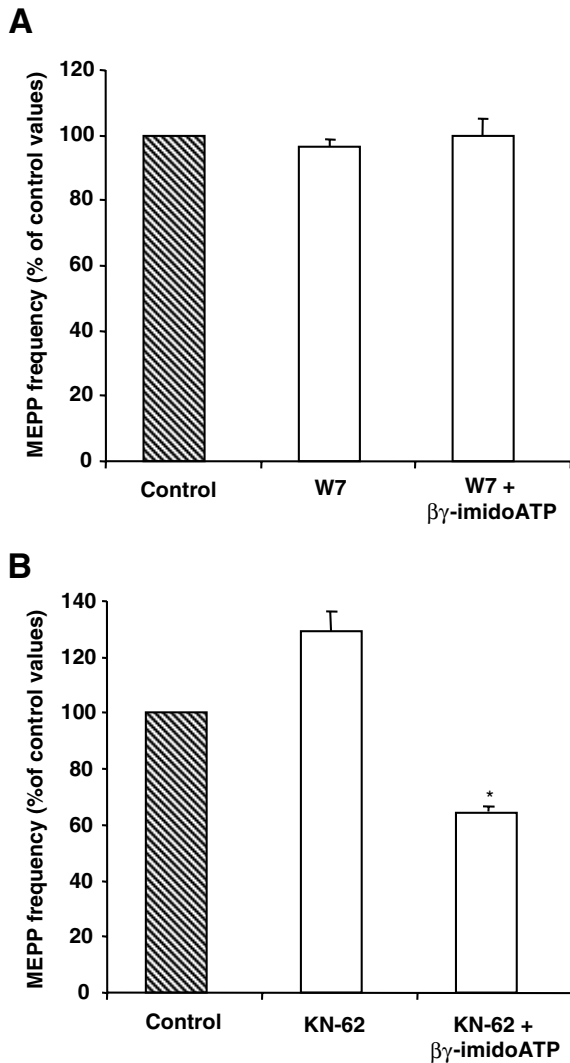 A
MEPP frequency (% of control values)
120
100
80
60
40
20
0
Control
W7
W7 +
βγ-imidoATP
B
MEPP frequency (%of control values)
140
120
100
80
60
40
20
0
*
Control
KN-62
KN-62 +
βγ-imidoATP